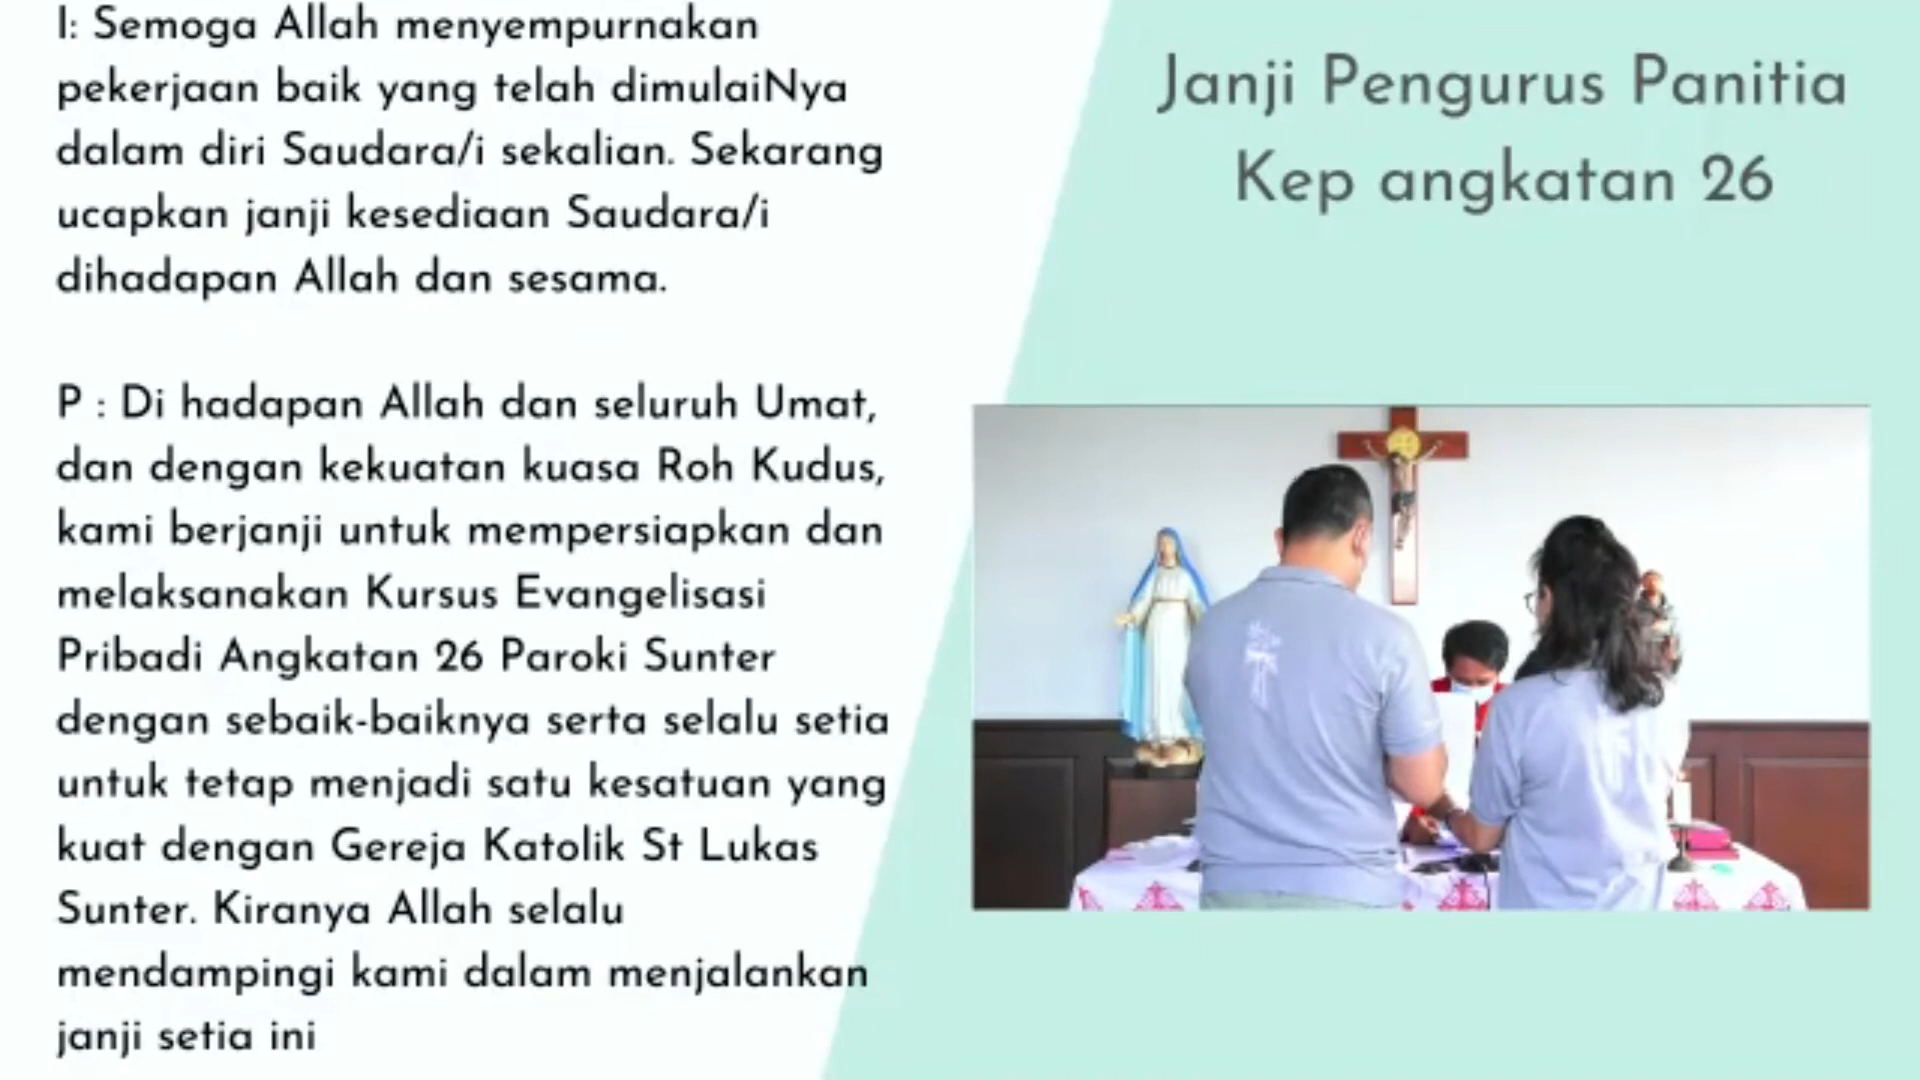 I: Semoga Allah menyempurnakan
pekerjaan baik yang telah dimulaiNya
dalam diri Saudara/i sekalian. Sekarang
ucapkan janji kesediaan Saudara/i
dihadapan Allah dan sesama.
P : Di hadapan Allah dan seluruh Umat,
dan dengan kekuatan kuasa Roh Kudus,
kami berjanji untuk mempersiapkan dan
melaksanakan Kursus Evangelisasi
Pribadi Angkatan 26 Paroki Sunter
dengan sebaik-baiknya serta selalu setia
untuk tetap menjadi satu kesatuan yang
kuat dengan Gereja Katolik St Lukas
Sunter. Kiranya Allah selalu
mendampingi kami dalam menjalankan
janji setia ini
Janji Pengurus Panitia
Kep angkatan 26